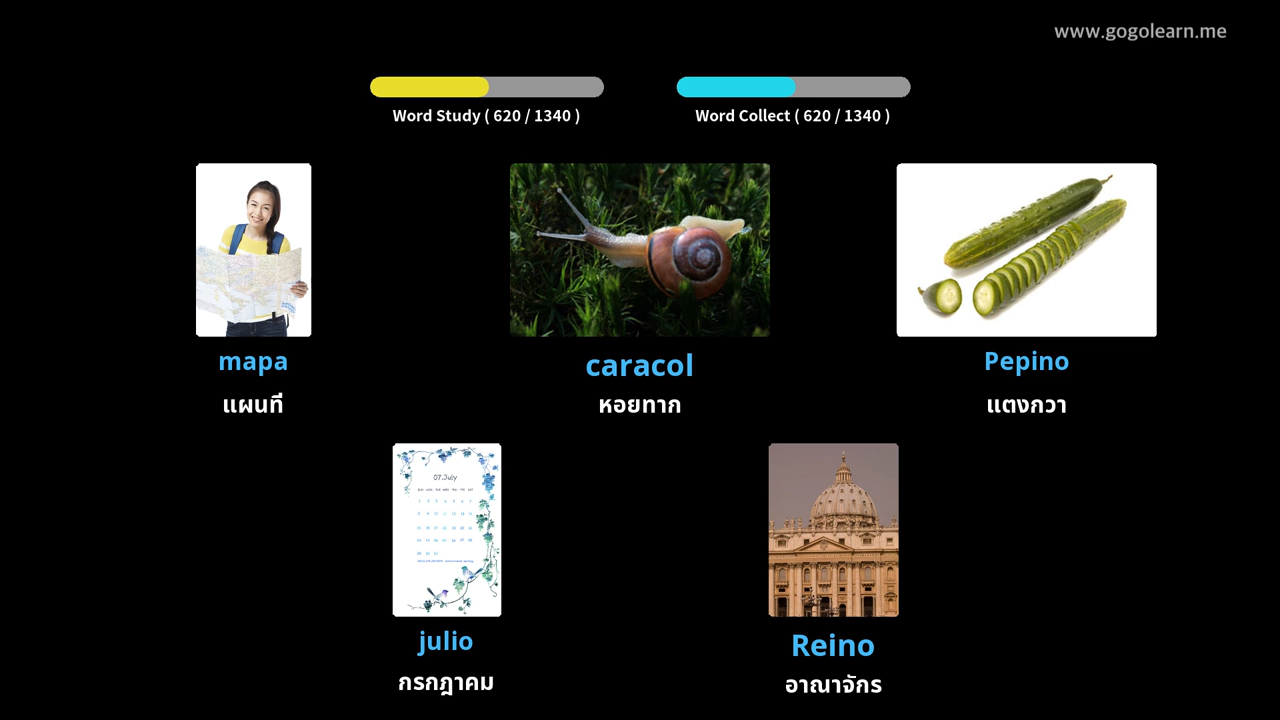 www.gogolearn.me
Word Study ( 620 / 1340 )
Word Collect ( 620 / 1340 )
mapa
แผนที่
caracol
หอยทาก
Pepino
แตงกวา
07.July
julio
กรกฎาคม
Reino
อาณาจักร